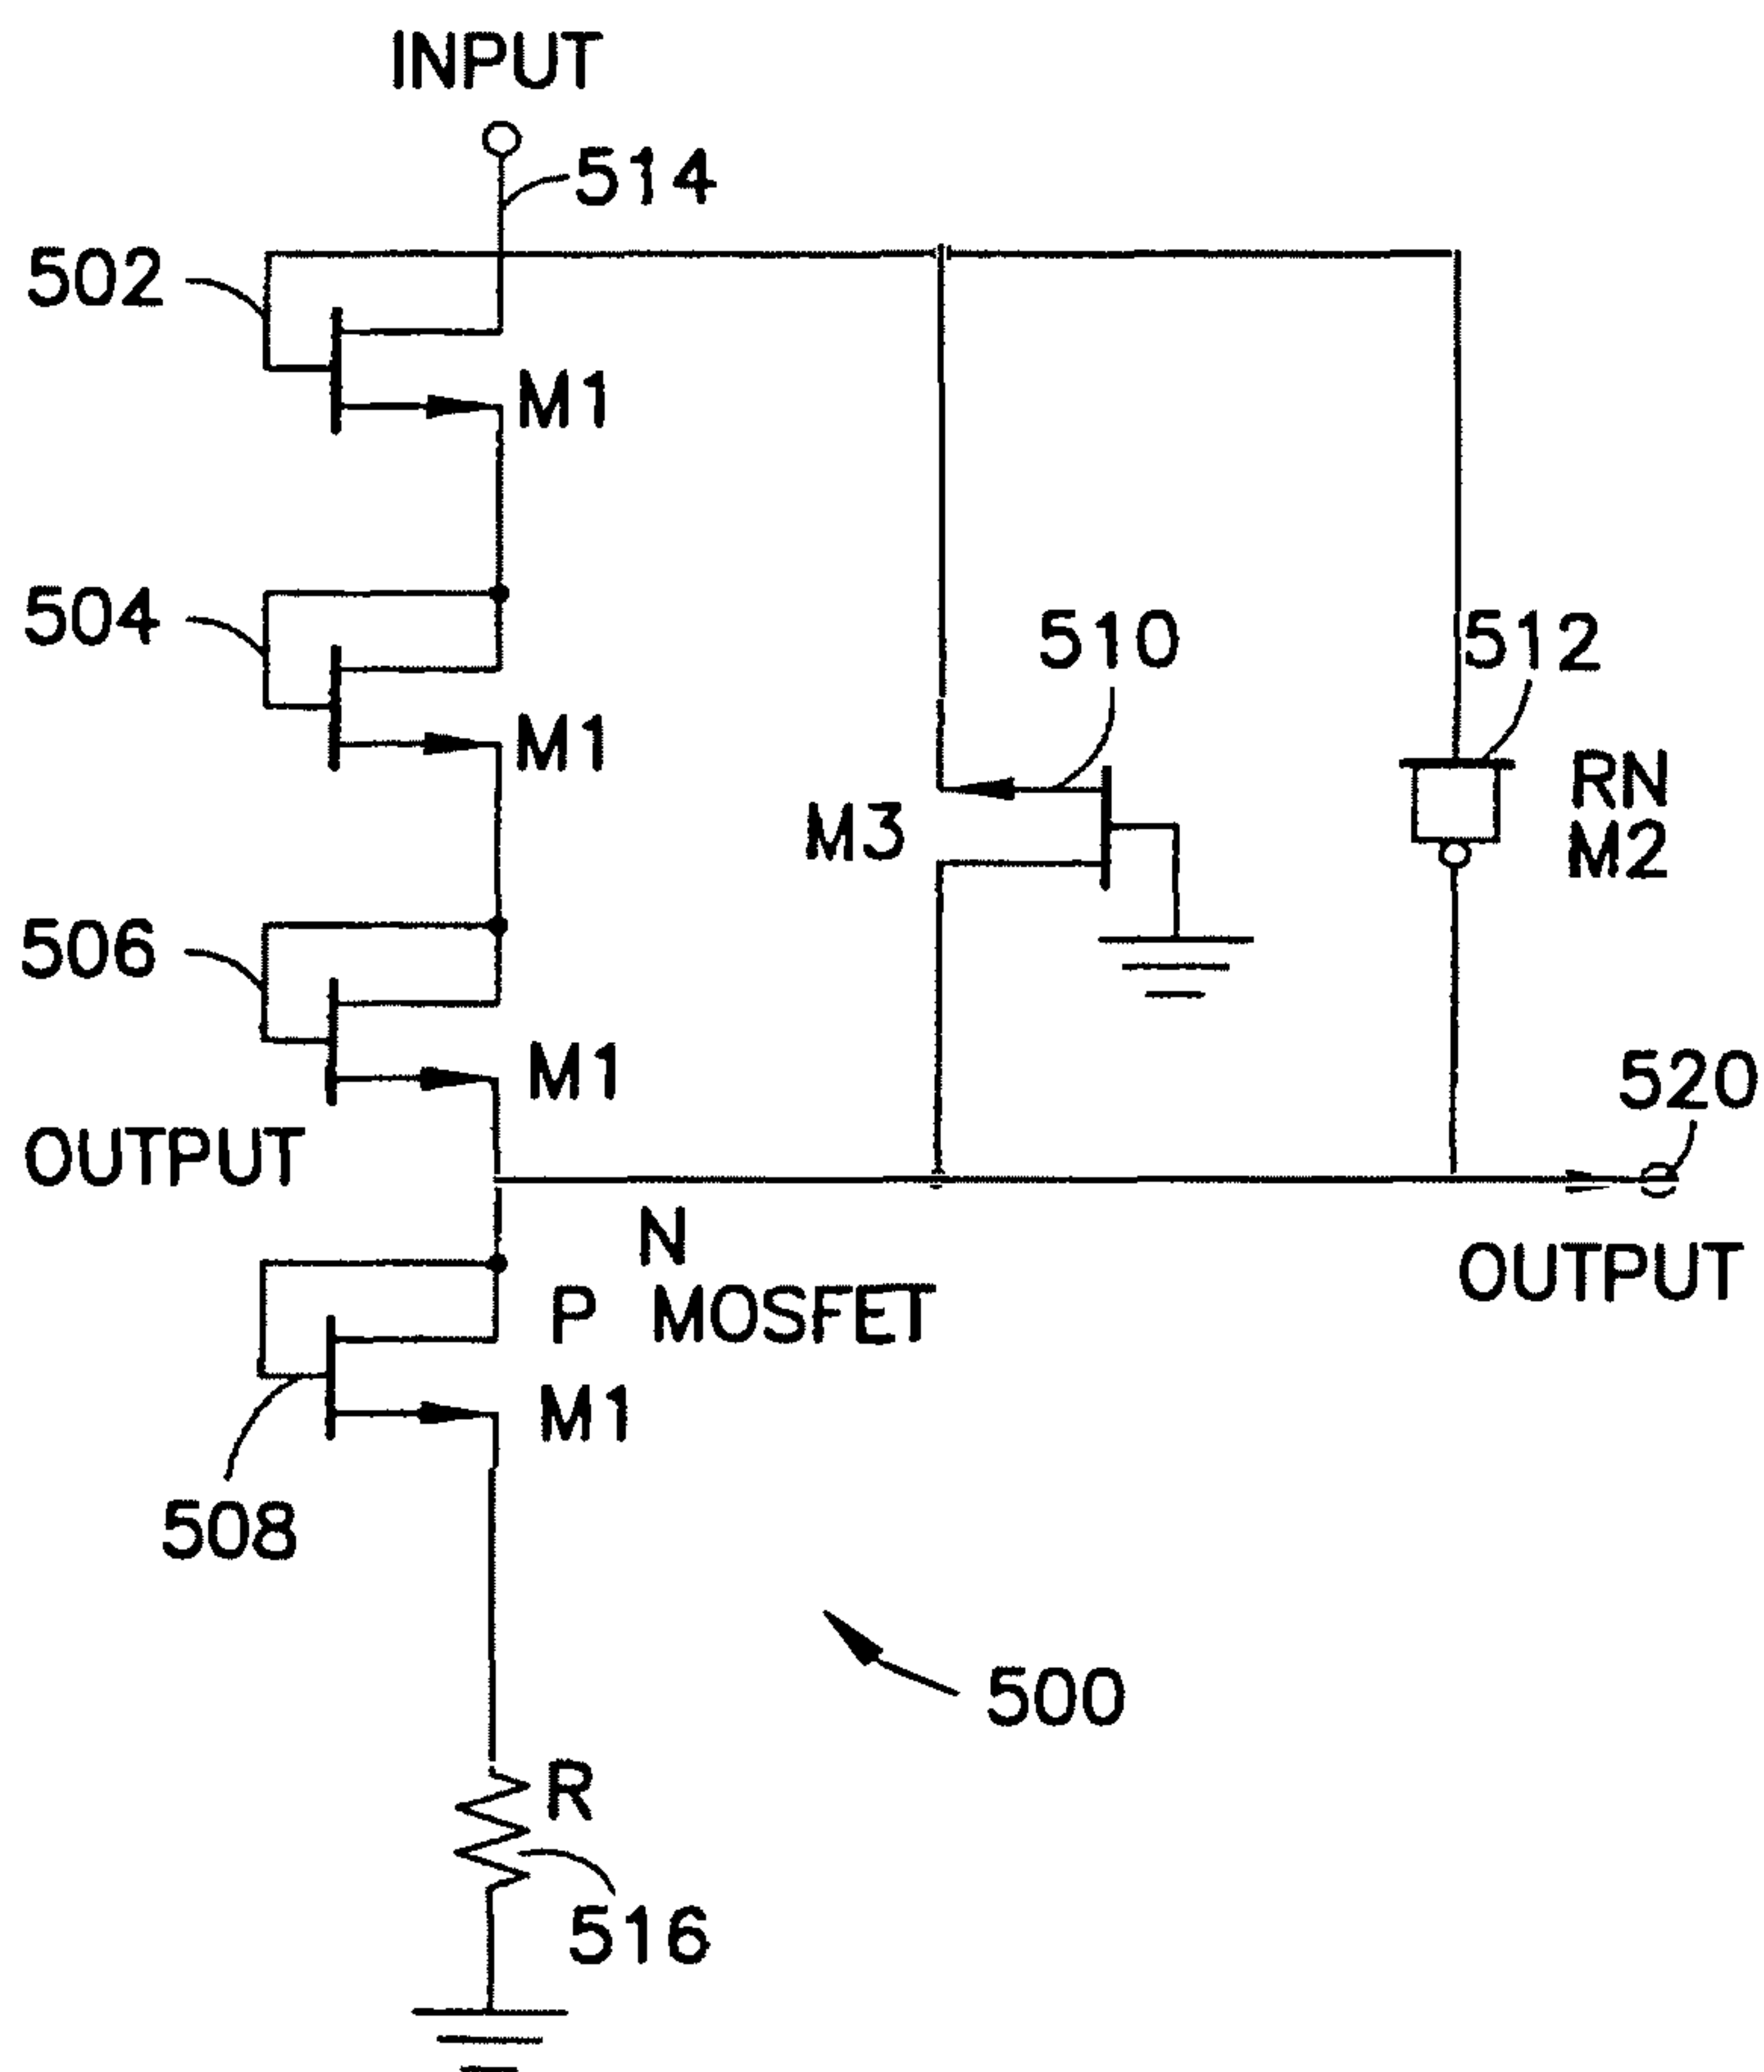 INPUT
514
502
M1
504
M1
510
512
RN
M2
M3
506
M1
520
OUTPUT
OUTPUT
N
P MOSFET
M1
508
500
R
516